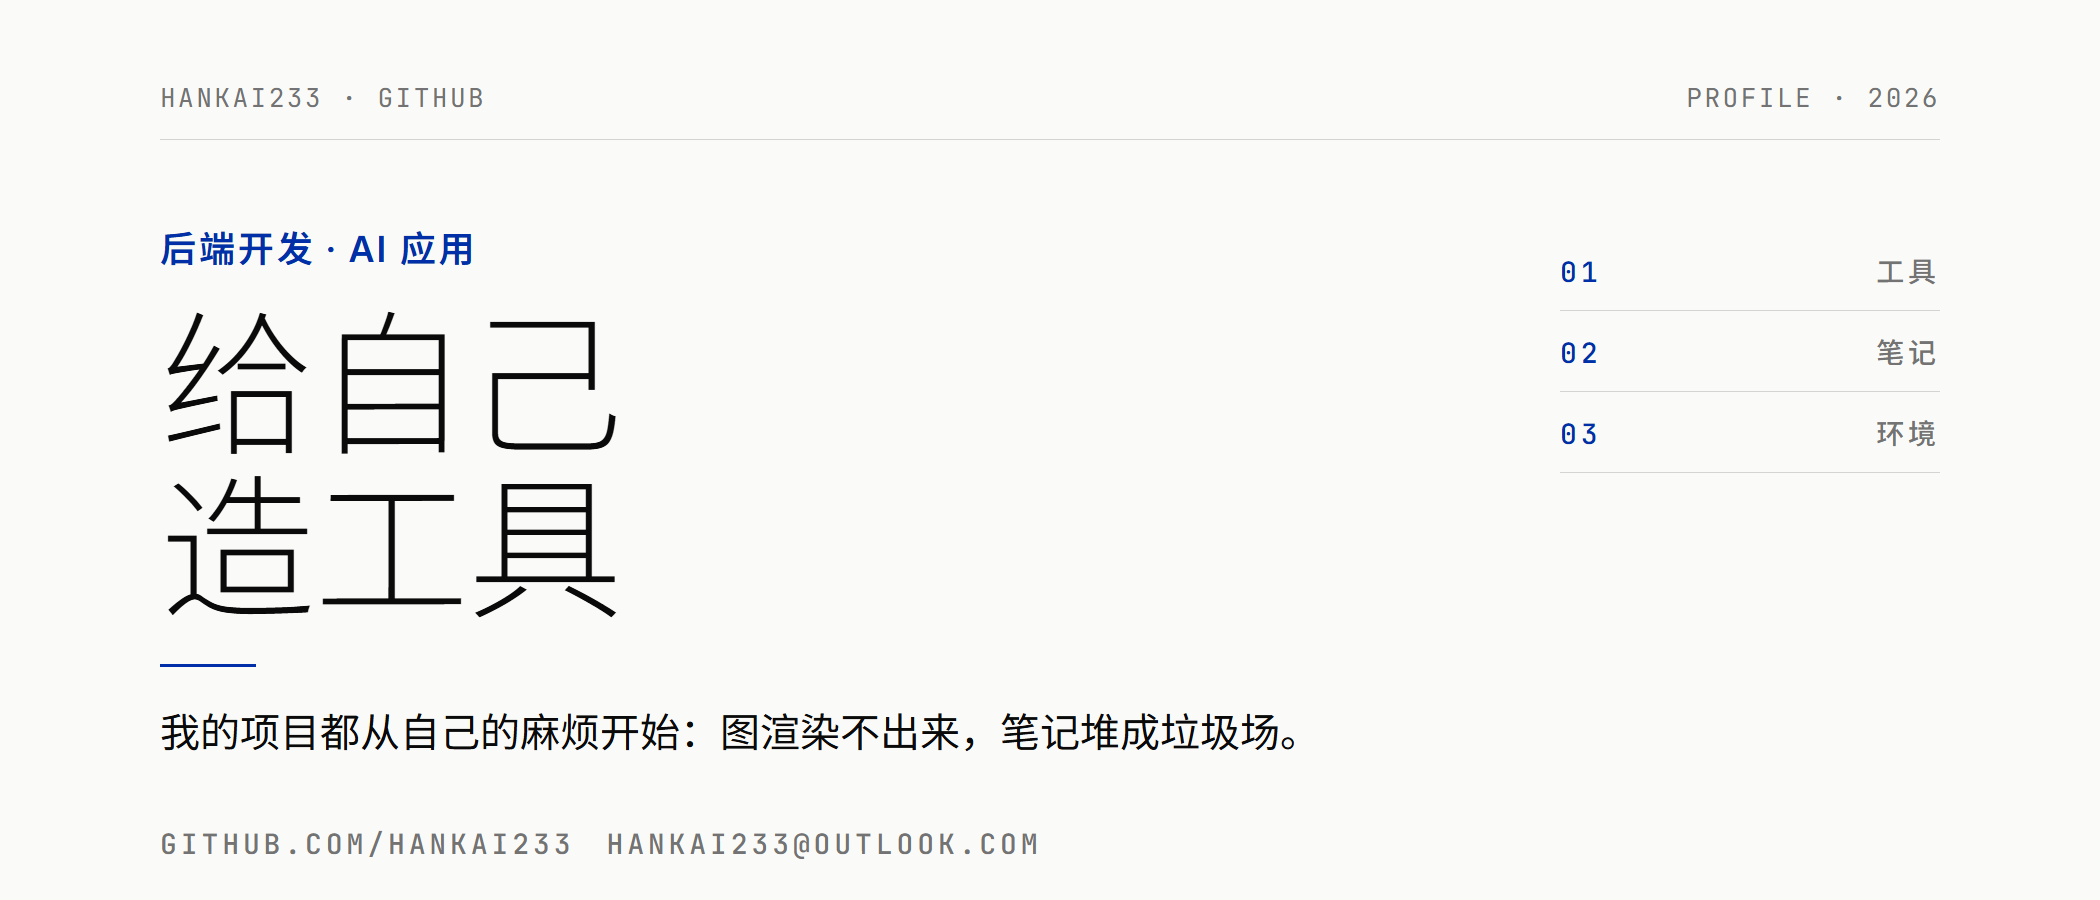 HANKAI233 · GITHUB
PROFILE · 2026
后端开发 · AI 应用
给自己
造工具
01 工具
02 笔记
03 环境
我的项目都从自己的麻烦开始：图渲染不出来，笔记堆成垃圾场。
GITHUB.COM/HANKAI233 HANKAI233@OUTLOOK.COM